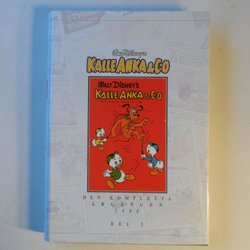 Walt Disney's
KALLE ANKA & CO
WALT DISNEY'S
KALLE ANKA & CO
DEN KOMPLETTA
ÅRGÅNGEN
DEL 1